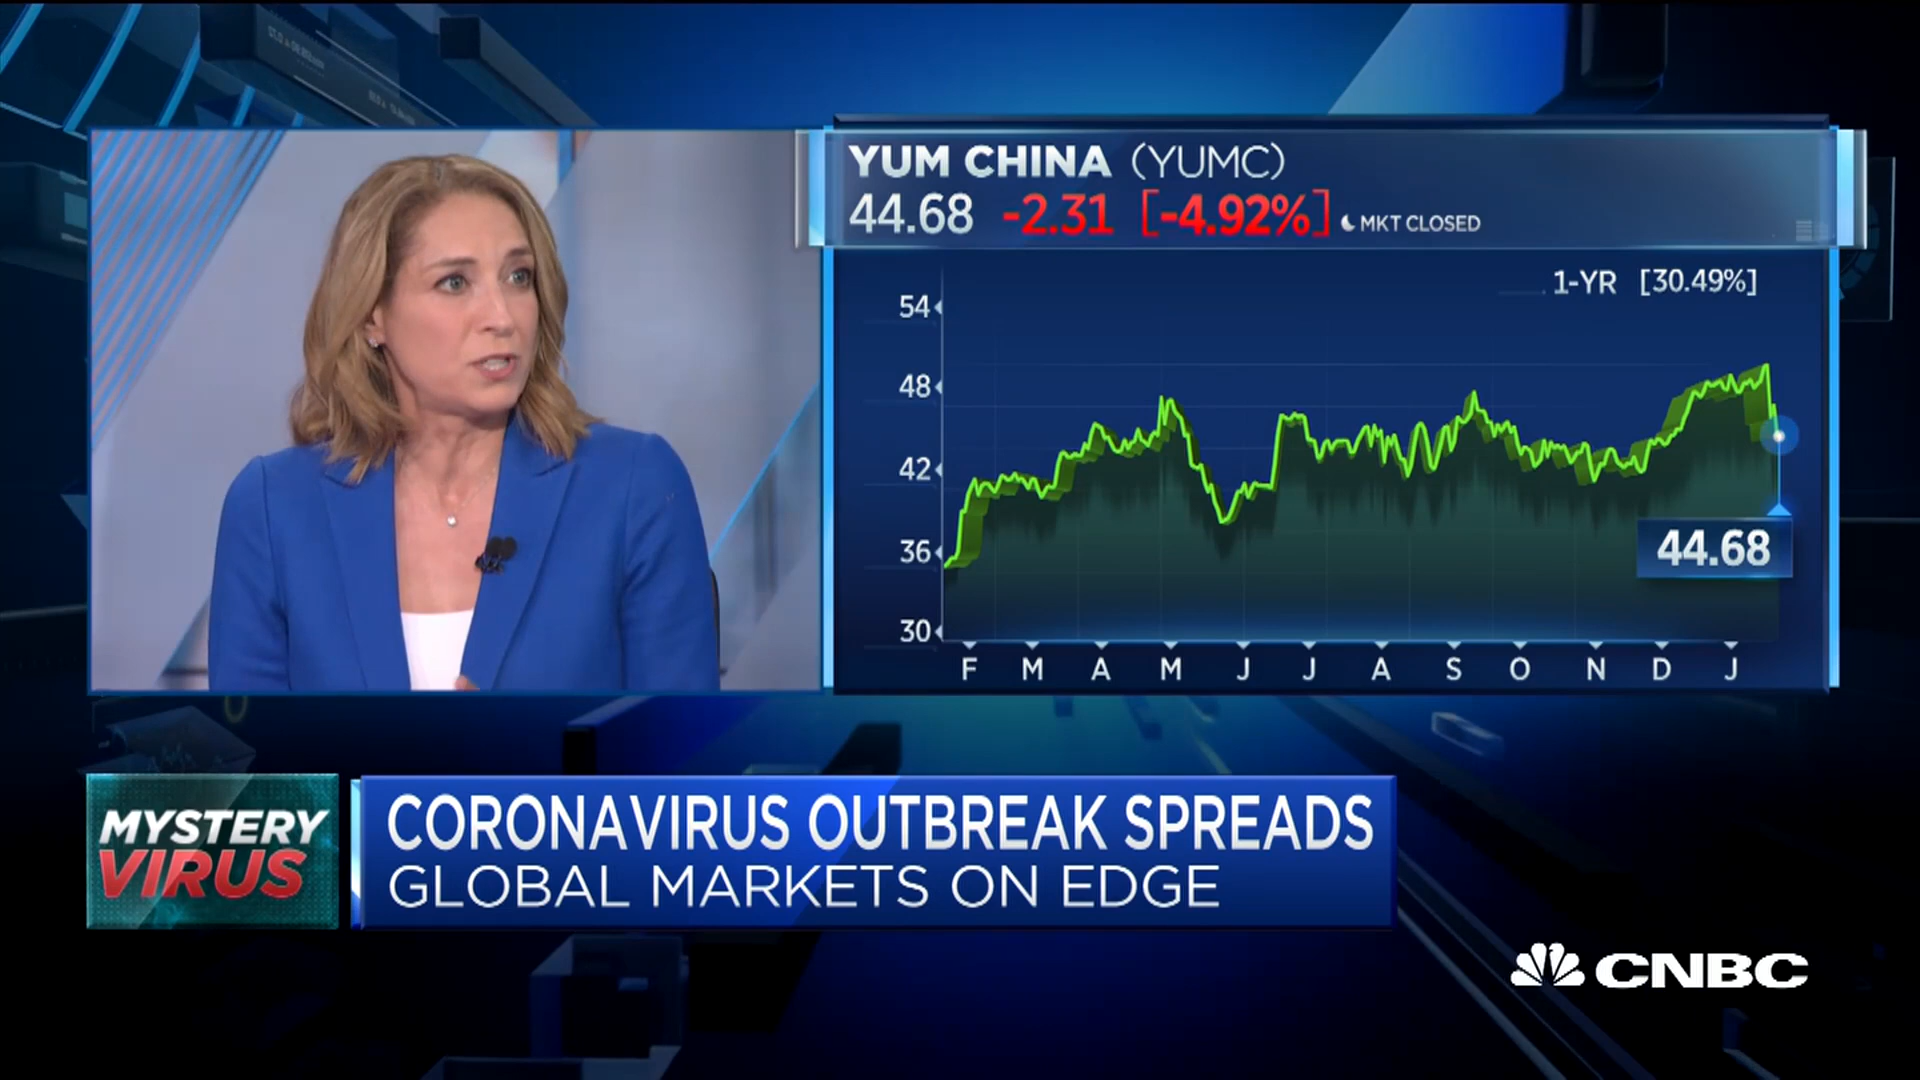 YUM CHINA (YUMC)
44.68 -2.31 [-4.92%] MKT CLOSED
1-YR [30.49%]
54
48
42
36
30
44.68
F M A M J J A S O N D J
MYSTERY
VIRUS
CORONAVIRUS OUTBREAK SPREADS
GLOBAL MARKETS ON EDGE
CNBC